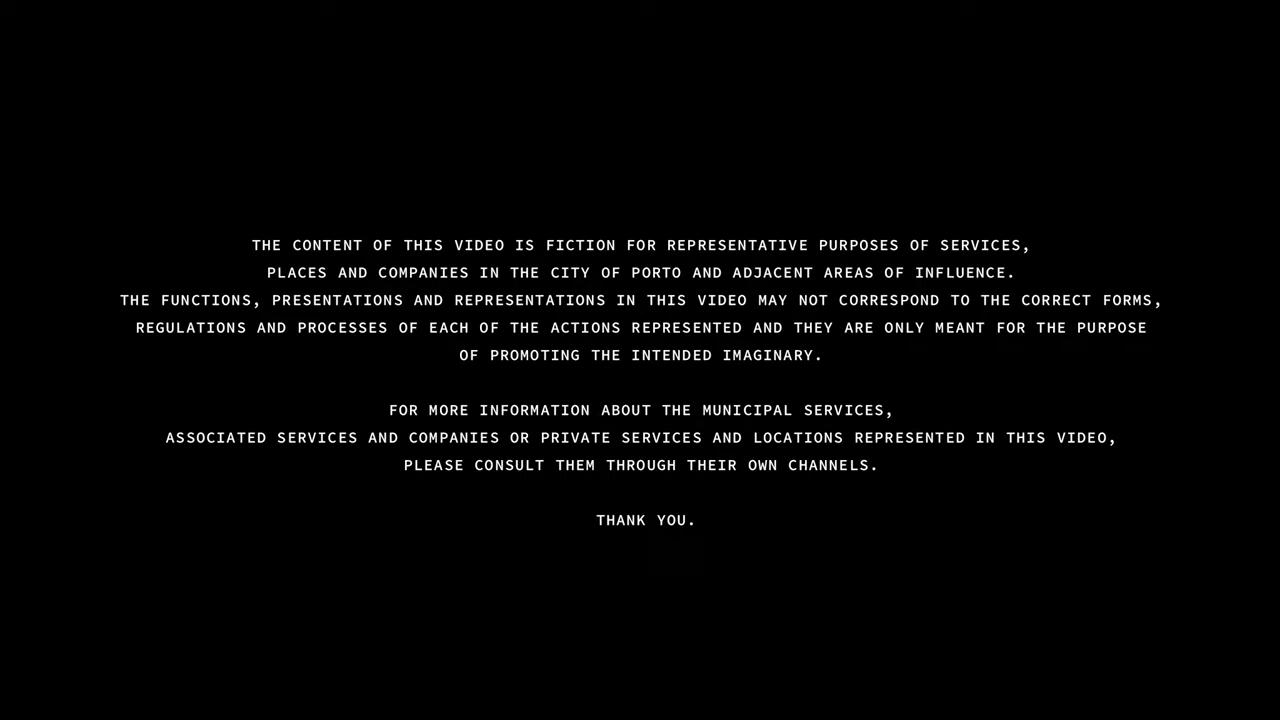 THE CONTENT OF THIS VIDEO IS FICTION FOR REPRESENTATIVE PURPOSES OF SERVICES,
PLACES AND COMPANIES IN THE CITY OF PORTO AND ADJACENT AREAS OF INFLUENCE.
THE FUNCTIONS, PRESENTATIONS AND REPRESENTATIONS IN THIS VIDEO MAY NOT CORRESPOND TO THE CORRECT FORMS,
REGULATIONS AND PROCESSES OF EACH OF THE ACTIONS REPRESENTED AND THEY ARE ONLY MEANT FOR THE PURPOSE
OF PROMOTING THE INTENDED IMAGINARY.
FOR MORE INFORMATION ABOUT THE MUNICIPAL SERVICES,
ASSOCIATED SERVICES AND COMPANIES OR PRIVATE SERVICES AND LOCATIONS REPRESENTED IN THIS VIDEO,
PLEASE CONSULT THEM THROUGH THEIR OWN CHANNELS.
THANK YOU.